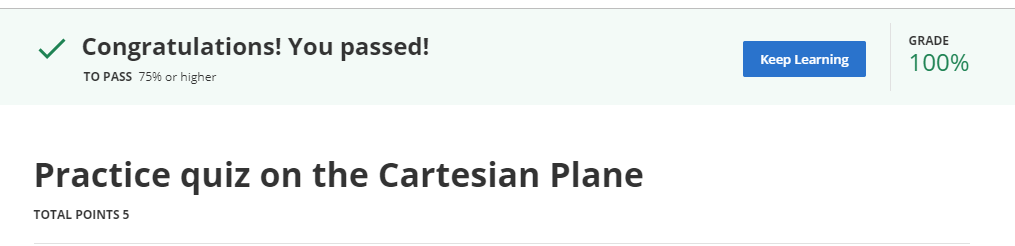 Congratulations! You passed!
TO PASS 75% or higher
Keep Learning
GRADE
100%
Practice quiz on the Cartesian Plane
TOTAL POINTS 5